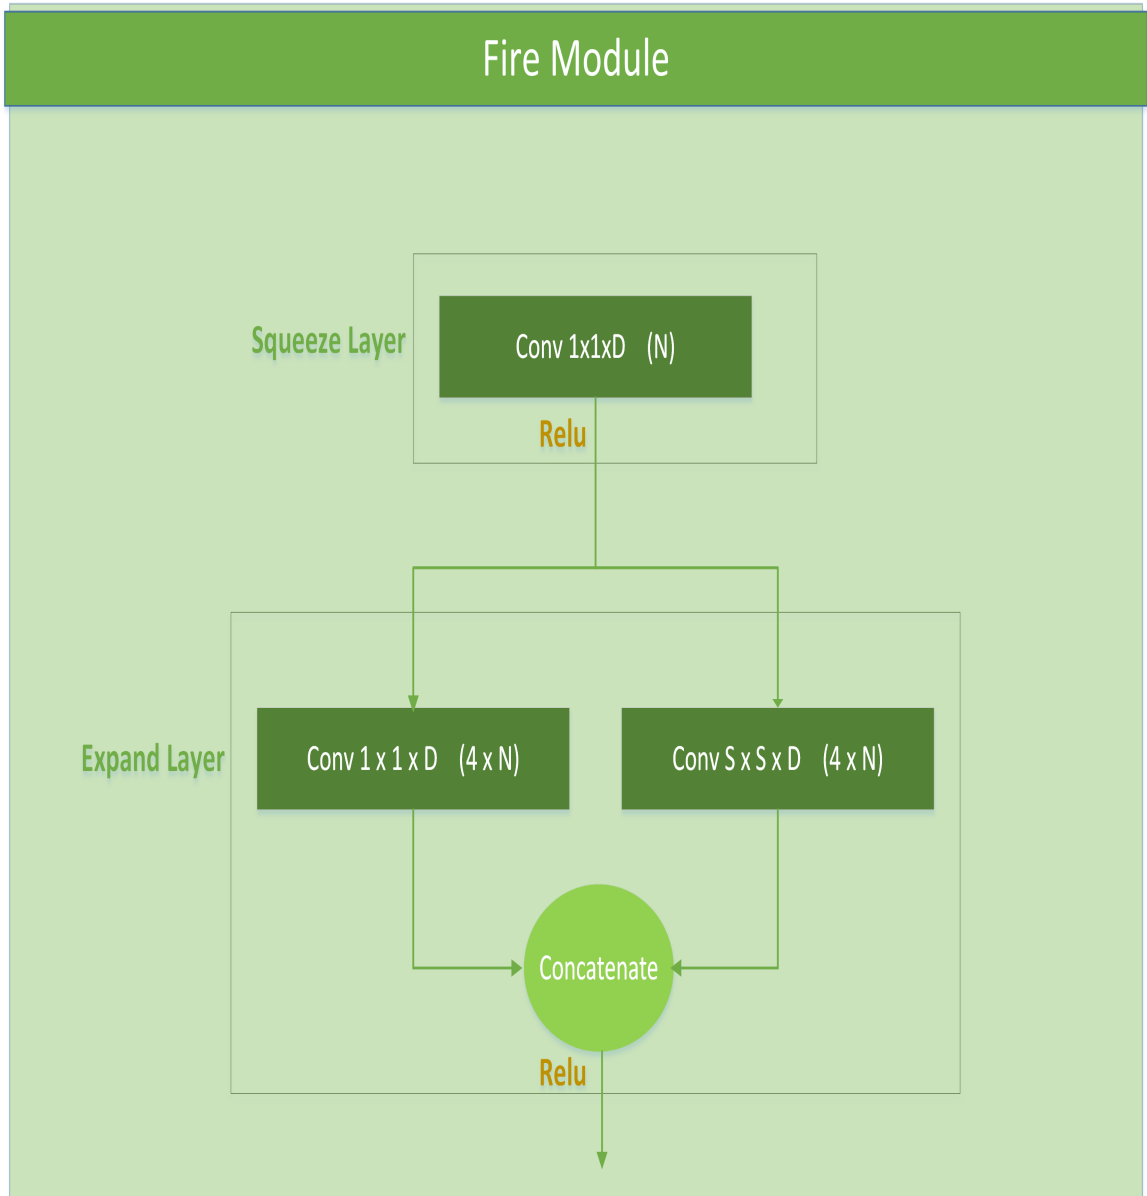 Fire Module
Squeeze Layer
Conv 1x1xD (N)
Relu
Expand Layer
Conv 1 x 1 x D (4 x N)
Conv S x S x D (4 x N)
Concatenate
Relu